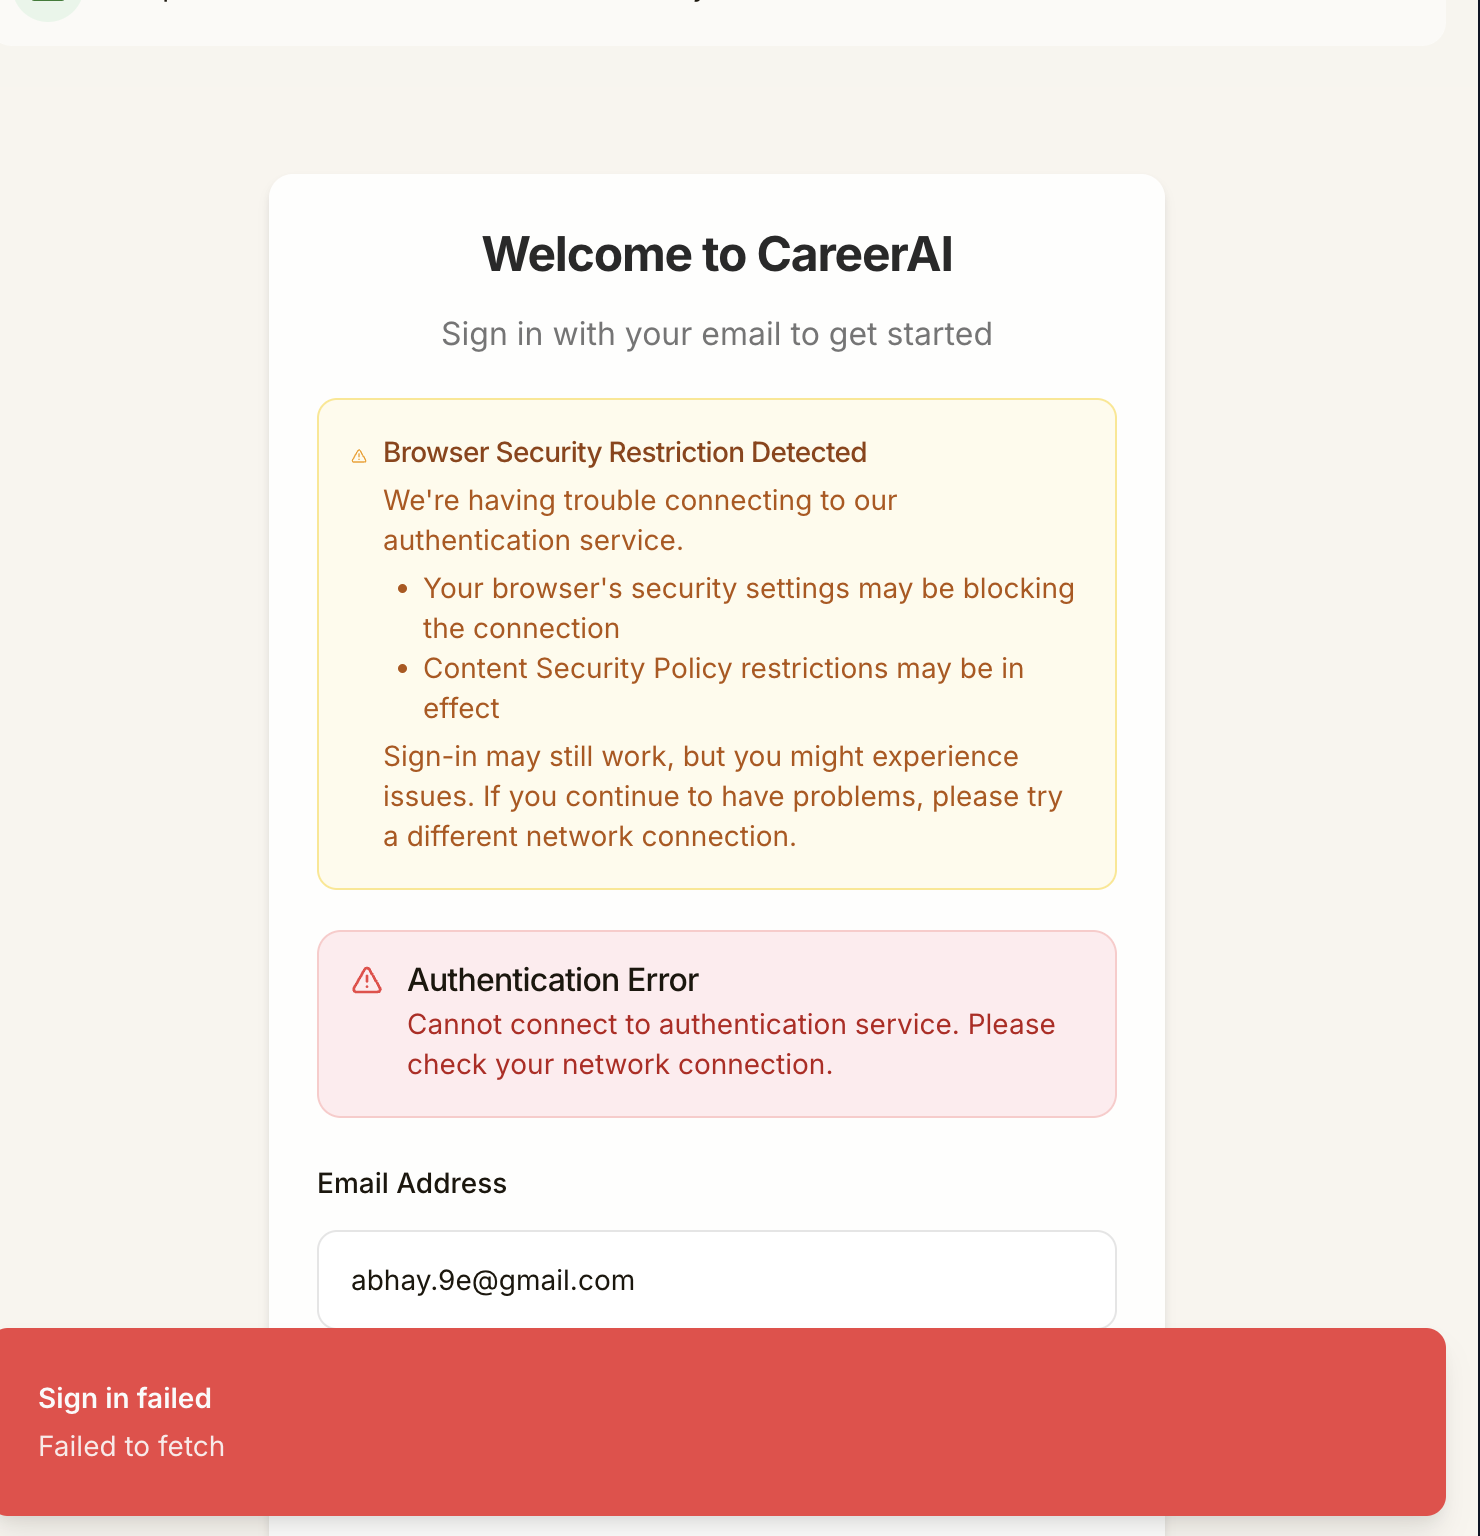 Welcome to CareerAI
Sign in with your email to get started
Browser Security Restriction Detected
We're having trouble connecting to our
authentication service.
• Your browser's security settings may be blocking
the connection
• Content Security Policy restrictions may be in
effect
Sign-in may still work, but you might experience
issues. If you continue to have problems, please try
a different network connection.
Authentication Error
Cannot connect to authentication service. Please
check your network connection.
Email Address
abhay.9e@gmail.com
Sign in failed
Failed to fetch